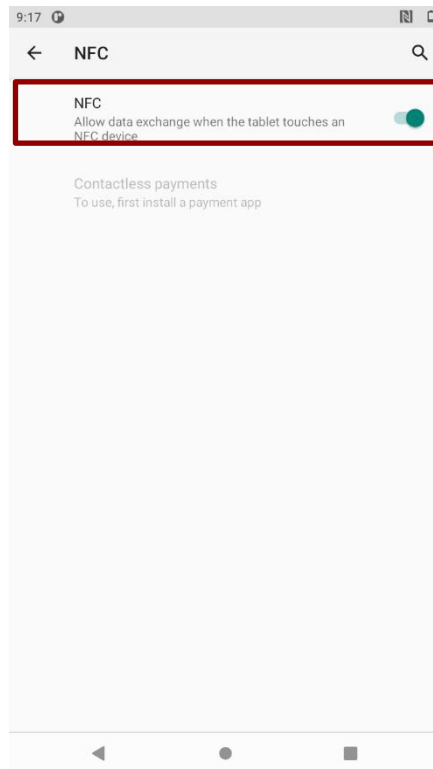 9:17
NFC
NFC
Allow data exchange when the tablet touches an
NFC device
Contactless payments
To use, first install a payment app